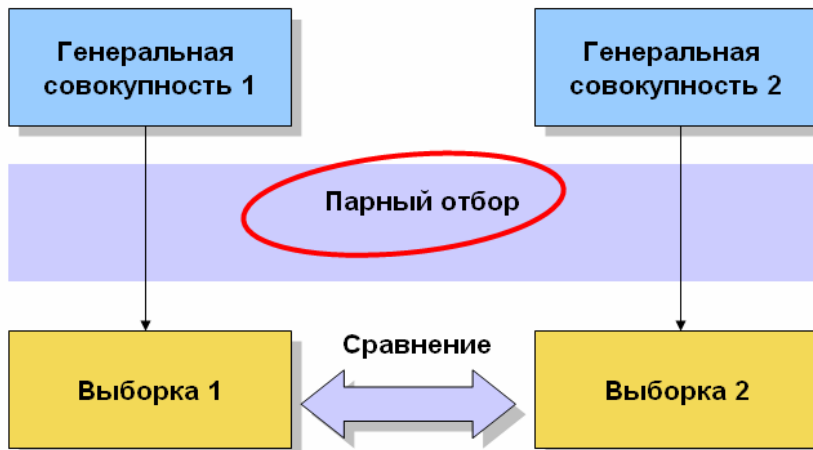 Генеральная
совокупность 1
Генеральная
совокупность 2
Парный отбор
Сравнение
Выборка 1
Выборка 2